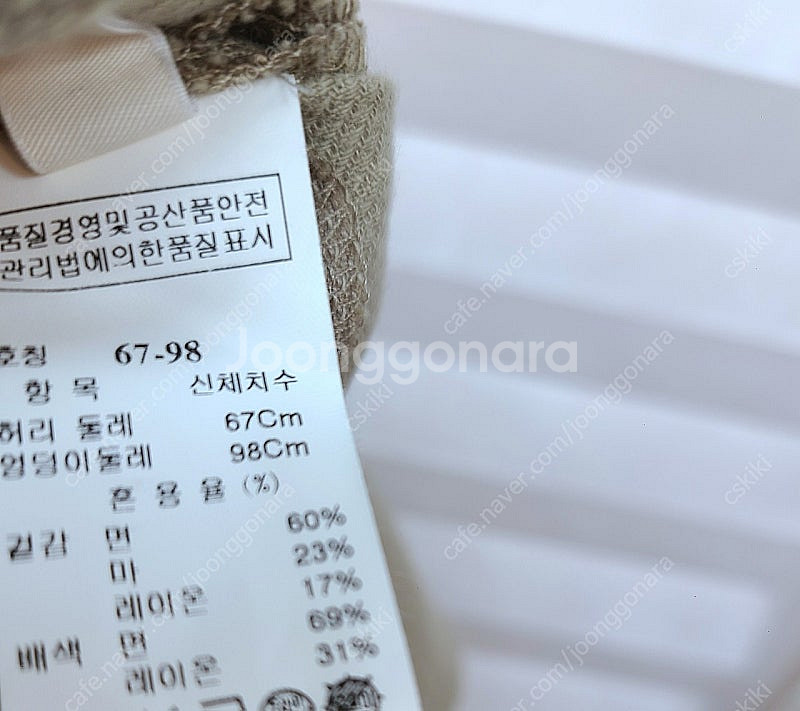 품질경영및공산품안전
관리법에의한품질표시
호칭 67-98
항 목 신체치수
허리 둘레 67Cm
엉덩이둘레 98Cm
혼 용 율 (%)
겉감 면 60%
마 23%
레이온 17%
배색 면 69%
레이온 31%
Joonggonara
cafe.naver.com/joonggonara
cskiki